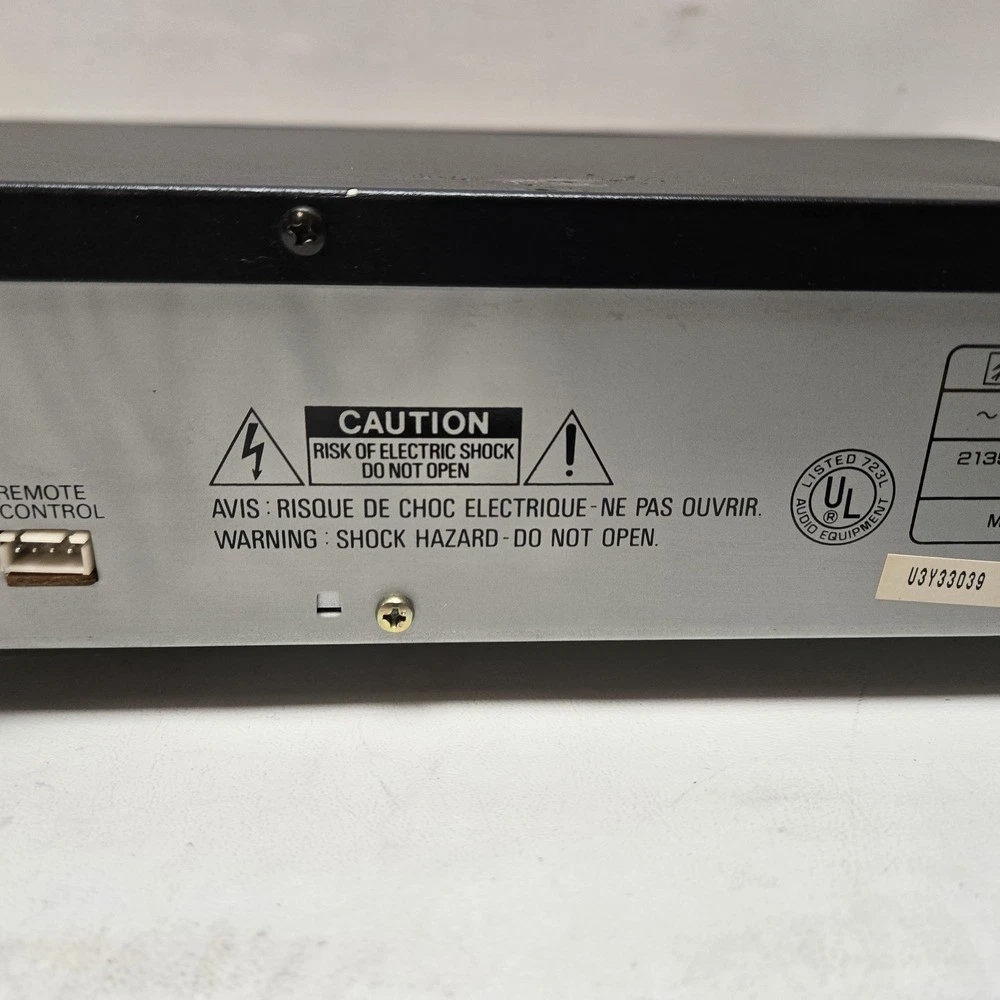 REMOTE
CONTROL
CAUTION
RISK OF ELECTRIC SHOCK
DO NOT OPEN
AVIS : RISQUE DE CHOC ELECTRIQUE-NE PAS OUVRIR.
WARNING : SHOCK HAZARD-DO NOT OPEN.
LISTED 723L
UL
®
AUDIO EQUIPMENT
~
213
M
U3Y33039